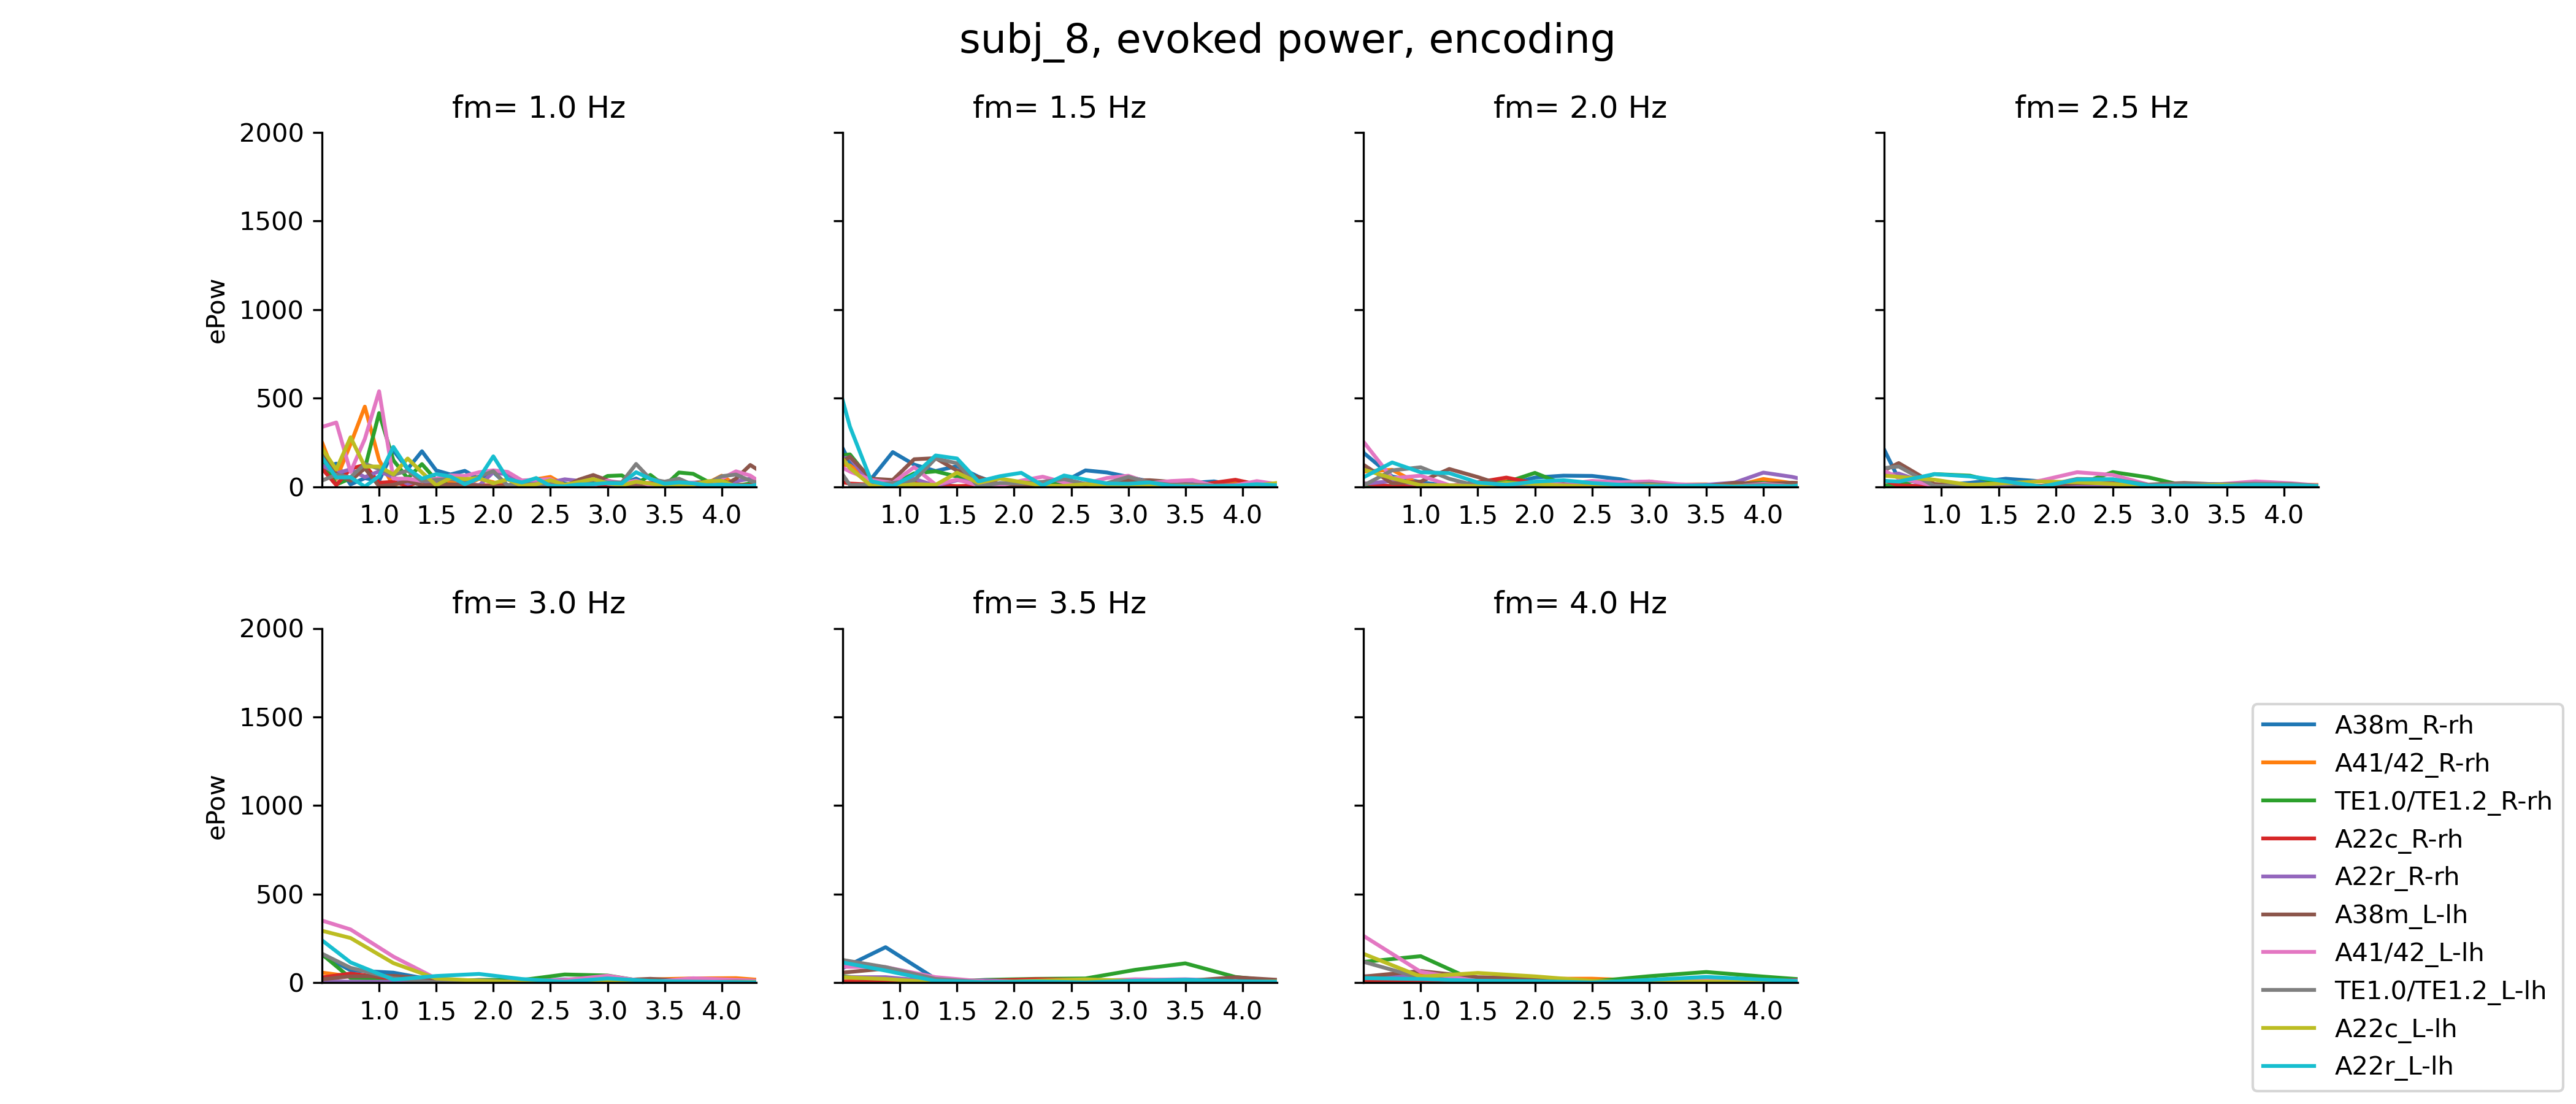 subj_8, evoked power, encoding
fm= 1.0 Hz
fm= 1.5 Hz
fm= 2.0 Hz
fm= 2.5 Hz
2000
1500
1000
500
0
ePow
1.0 1.5 2.0 2.5 3.0 3.5 4.0
1.0 1.5 2.0 2.5 3.0 3.5 4.0
1.0 1.5 2.0 2.5 3.0 3.5 4.0
1.0 1.5 2.0 2.5 3.0 3.5 4.0
fm= 3.0 Hz
fm= 3.5 Hz
fm= 4.0 Hz
2000
1500
1000
500
0
ePow
1.0 1.5 2.0 2.5 3.0 3.5 4.0
1.0 1.5 2.0 2.5 3.0 3.5 4.0
1.0 1.5 2.0 2.5 3.0 3.5 4.0
A38m_R-rh
A41/42_R-rh
TE1.0/TE1.2_R-rh
A22c_R-rh
A22r_R-rh
A38m_L-lh
A41/42_L-lh
TE1.0/TE1.2_L-lh
A22c_L-lh
A22r_L-lh